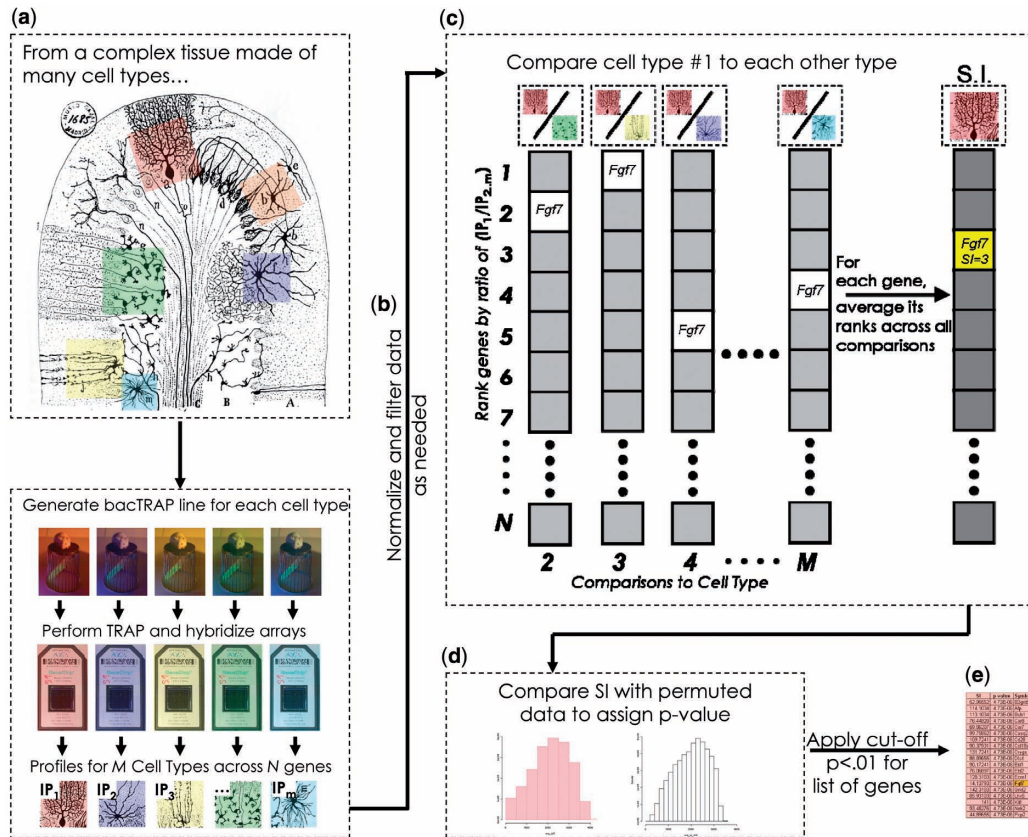 (a)
From a complex tissue made of
many cell types...
1685
a
n
n
d
e
b
b
h
m
C
B
A
Generate bacTRAP line for each cell type
Perform TRAP and hybridize arrays
Profiles for M Cell Types across N genes
IP1
IP2
IP3
...
IPm
(b)
Normalize and filter data
as needed
(c)
Compare cell type #1 to each other type
S.I.
Rank genes by ratio of (IP1/IP2..m)
1
2
3
4
5
6
7
N
Fgf7
Fgf7
Fgf7
Fgf7
Fgf7
SI=3
For
each gene,
average its
ranks across all
comparisons
2 3 4 M
Comparisons to Cell Type
(d)
Compare SI with permuted
data to assign p-value
Apply cut-off
p<.01 for
list of genes
(e)
SI p value Symb